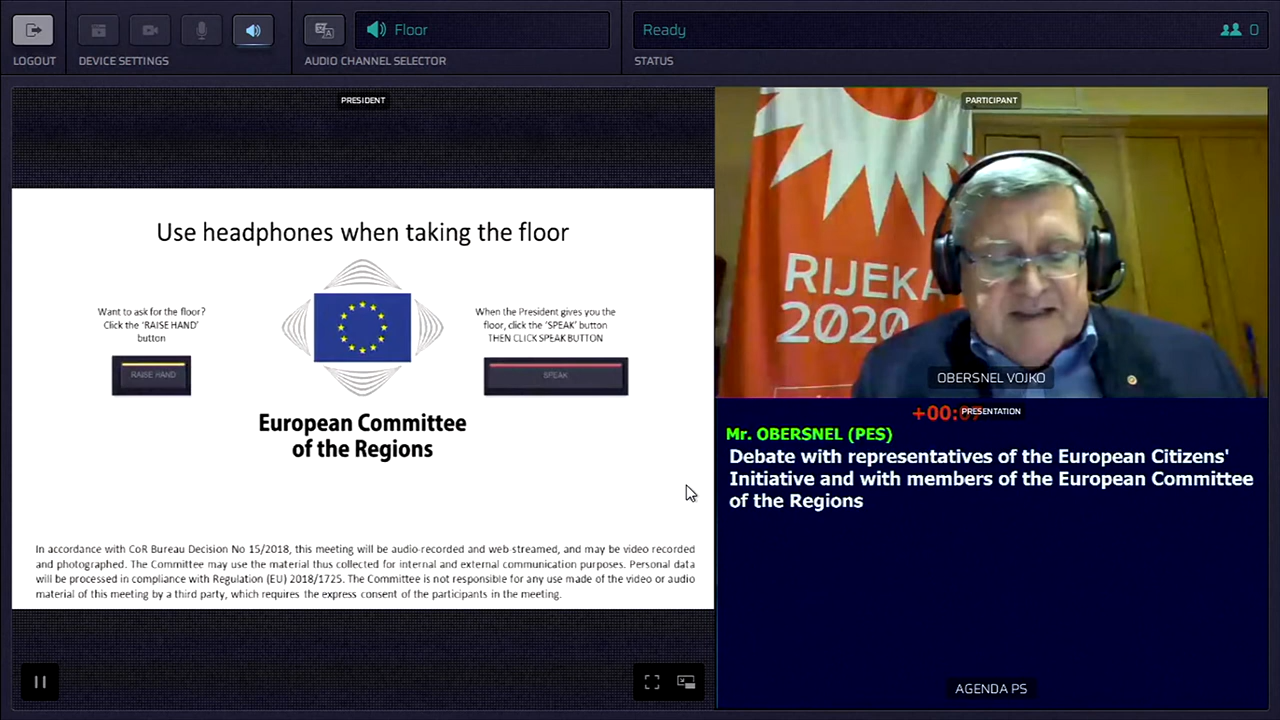 LOGOUT
DEVICE SETTINGS
Floor
AUDIO CHANNEL SELECTOR
Ready
0
STATUS
PRESIDENT
Use headphones when taking the floor
Want to ask for the floor?
Click the 'RAISE HAND'
button
RAISE HAND
When the President gives you the
floor, click the 'SPEAK' button
THEN CLICK SPEAK BUTTON
SPEAK
European Committee
of the Regions
In accordance with CoR Bureau Decision No 15/2018, this meeting will be audio recorded and web streamed, and may be video recorded
and photographed. The Committee may use the material thus collected for internal and external communication purposes. Personal data
will be processed in compliance with Regulation (EU) 2018/1725. The Committee is not responsible for any use made of the video or audio
material of this meeting by a third party, which requires the express consent of the participants in the meeting.
PARTICIPANT
RIJEKA
2020
OBERSNEL VOJKO
+00:
PRESENTATION
Mr. OBERSNEL (PES)
Debate with representatives of the European Citizens'
Initiative and with members of the European Committee
of the Regions
AGENDA PS